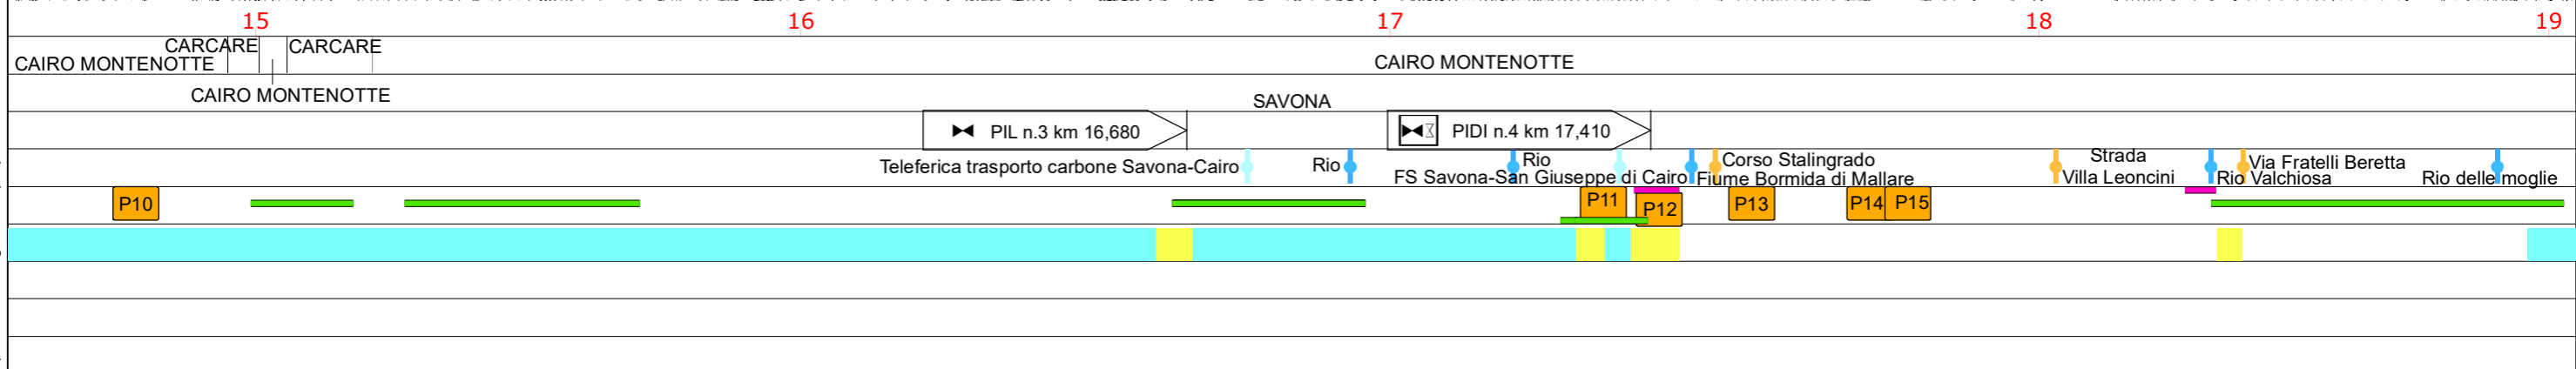 15 16 17 18 19
CARCARE CARCARE
CAIRO MONTENOTTE CAIRO MONTENOTTE
CAIRO MONTENOTTE
SAVONA
PIL n.3 km 16,680 PIDI n.4 km 17,410
Teleferica trasporto carbone Savona-Cairo Rio Rio Corso Stalingrado Strada Via Fratelli Beretta
FS Savona-San Giuseppe di Cairo Fiume Bormida di Mallare Villa Leoncini Rio Valchiosa Rio delle moglie
P10 P11 P12 P13 P14 P15